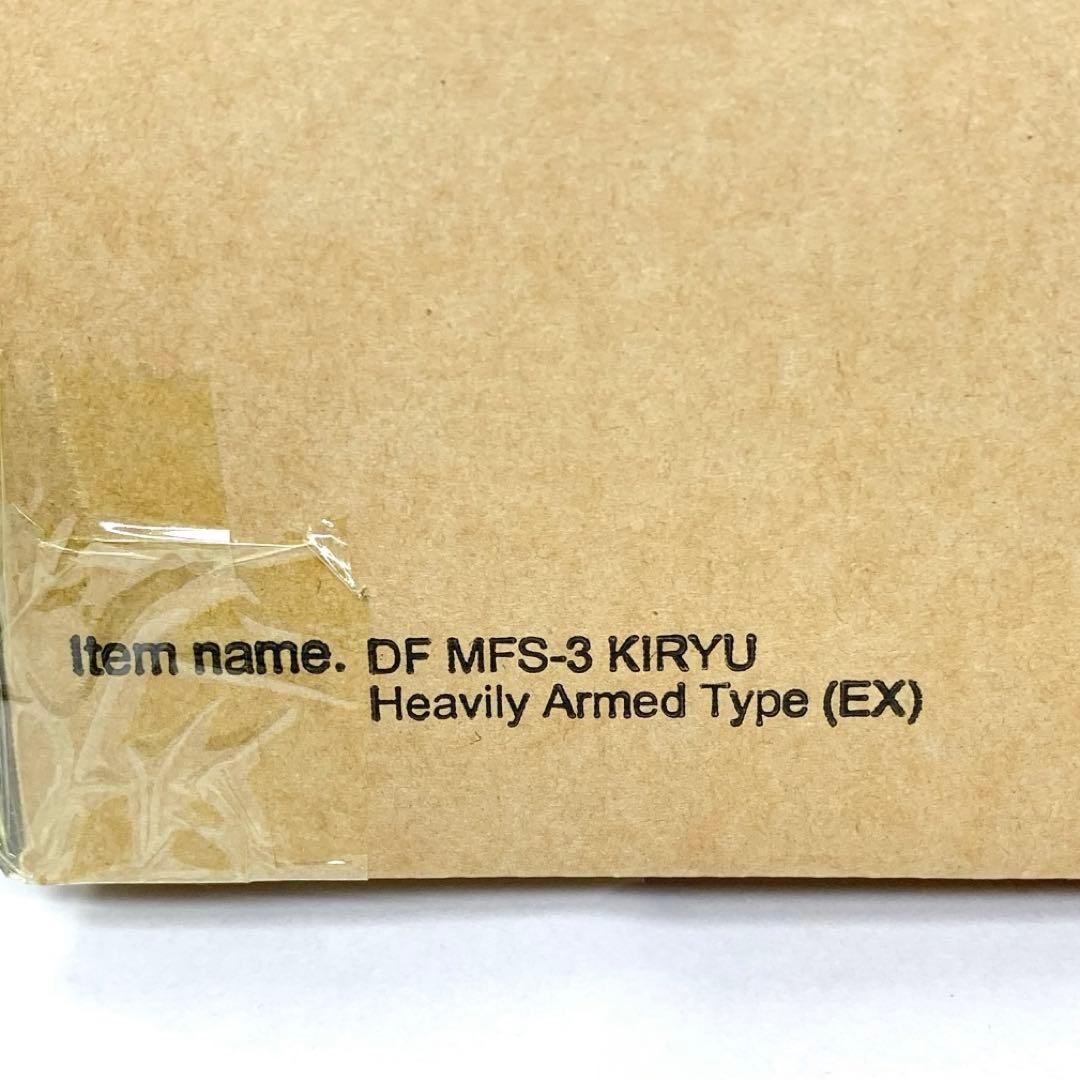 Item name. DF MFS-3 KIRYU
Heavily Armed Type (EX)